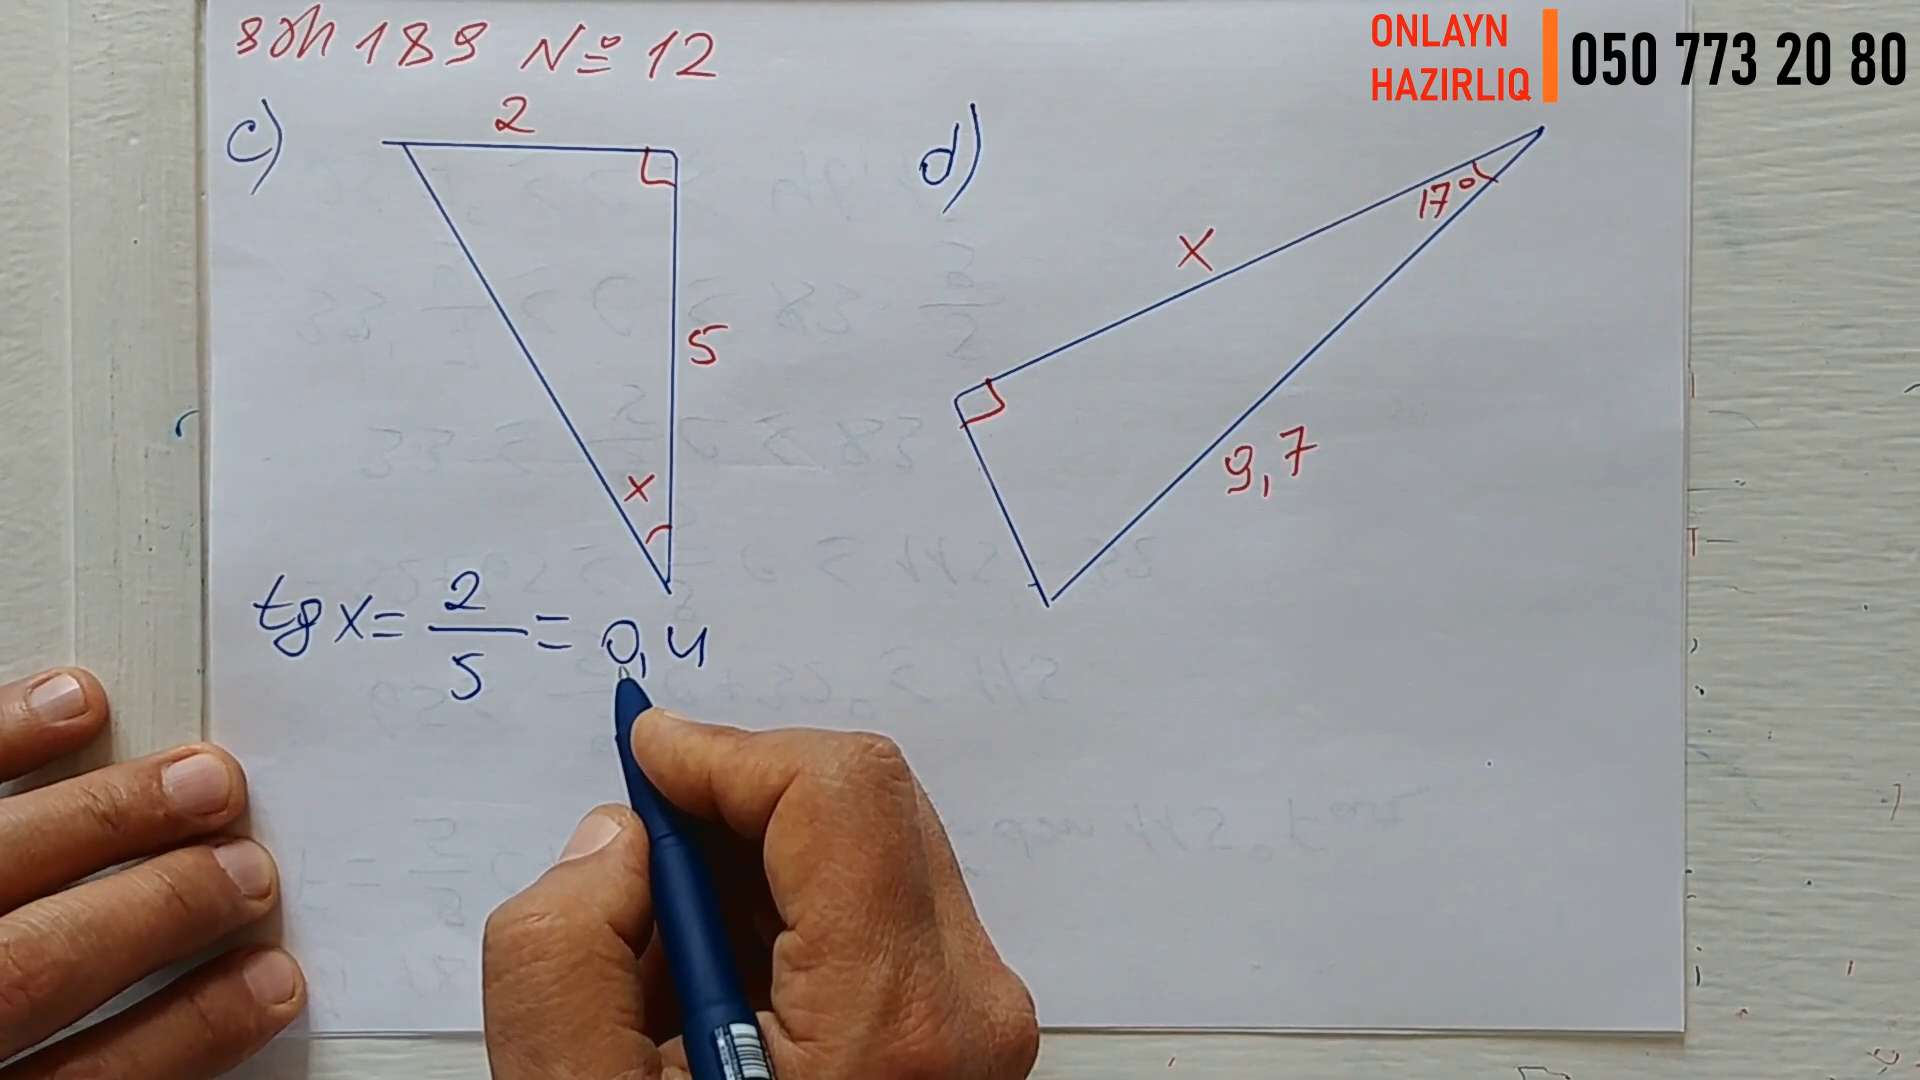 ONLAYN
HAZIRLIQ
050 773 20 80
səh 189 № 12
c)
2
5
x
tg x = 2/5 = 0,4
d)
17°
x
9,7